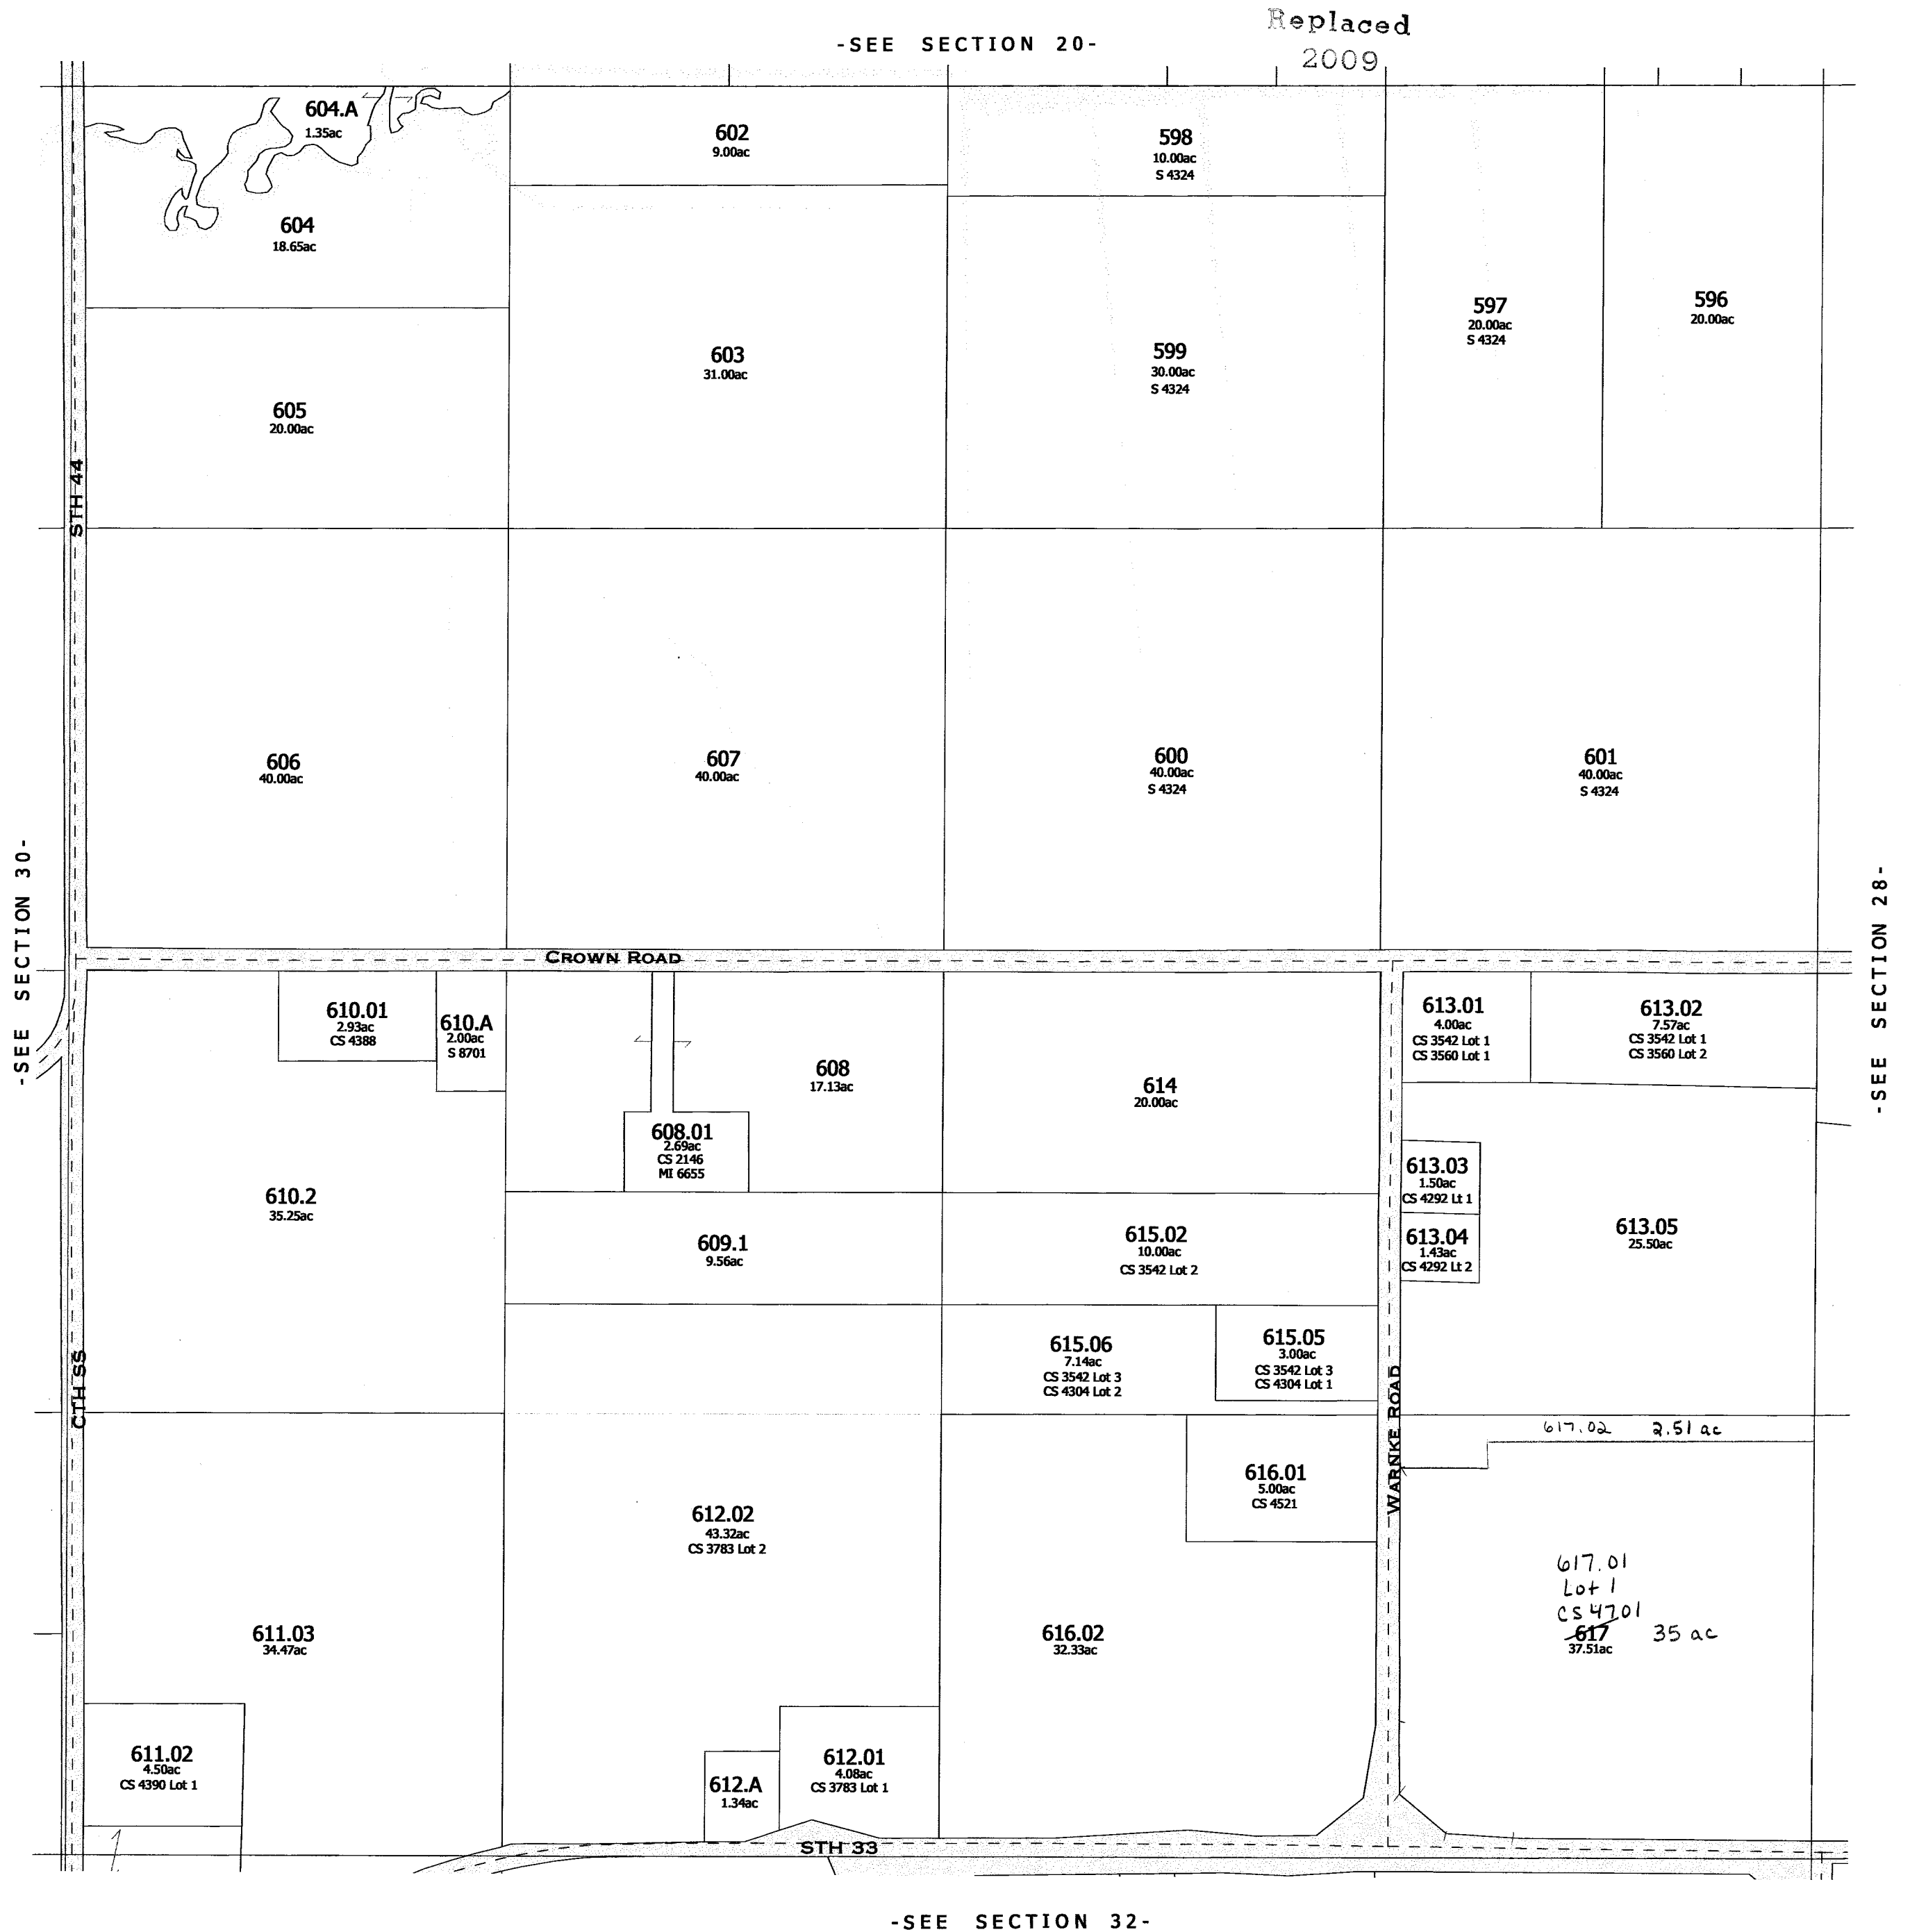 Replaced
2009
-SEE SECTION 20-
604.A
1.35ac
602
9.00ac
598
10.00ac
S 4324
604
18.65ac
597
20.00ac
S 4324
596
20.00ac
603
31.00ac
599
30.00ac
S 4324
605
20.00ac
STH 44
606
40.00ac
607
40.00ac
600
40.00ac
S 4324
601
40.00ac
S 4324
-SEE SECTION 30-
-SEE SECTION 28-
CROWN ROAD
610.01
2.93ac
CS 4388
610.A
2.00ac
S 8701
608
17.13ac
614
20.00ac
613.01
4.00ac
CS 3542 Lot 1
CS 3560 Lot 1
613.02
7.57ac
CS 3542 Lot 1
CS 3560 Lot 2
608.01
2.69ac
CS 2146
MI 6655
613.03
1.50ac
CS 4292 Lt 1
610.2
35.25ac
609.1
9.56ac
615.02
10.00ac
CS 3542 Lot 2
613.04
1.43ac
CS 4292 Lt 2
613.05
25.50ac
615.06
7.14ac
CS 3542 Lot 3
CS 4304 Lot 2
615.05
3.00ac
CS 3542 Lot 3
CS 4304 Lot 1
CTH SS
WARNKE ROAD
617.02 2.51 ac
616.01
5.00ac
CS 4521
612.02
43.32ac
CS 3783 Lot 2
617.01
Lot 1
CS 4701
617 35 ac
37.51ac
611.03
34.47ac
616.02
32.33ac
611.02
4.50ac
CS 4390 Lot 1
612.A
1.34ac
612.01
4.08ac
CS 3783 Lot 1
STH 33
-SEE SECTION 32-